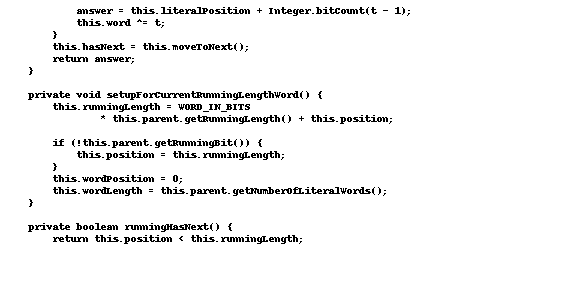 answer = this.literalPosition + Integer.bitCount(t - 1);
this.word ^= t;
}
this.hasNext = this.moveToNext();
return answer;
}
private void setupForCurrentRunningLengthWord() {
this.runningLength = WORD_IN_BITS
* this.parent.getRunningLength() + this.position;
if (!this.parent.getRunningBit()) {
this.position = this.runningLength;
}
this.wordPosition = 0;
this.wordLength = this.parent.getNumberOfLiteralWords();
}
private boolean runningHasNext() {
return this.position < this.runningLength;